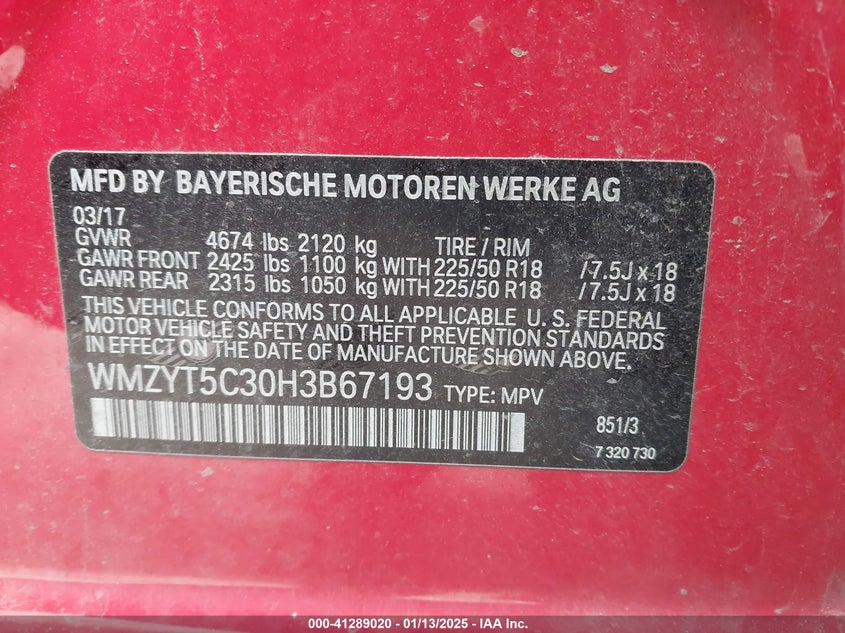 MFD BY BAYERISCHE MOTOREN WERKE AG
03/17
GVWR 4674 lbs 2120 kg TIRE / RIM
GAWR FRONT 2425 lbs 1100 kg WITH 225/50 R18 /7.5J x 18
GAWR REAR 2315 lbs 1050 kg WITH 225/50 R18 /7.5J x 18
THIS VEHICLE CONFORMS TO ALL APPLICABLE U. S. FEDERAL
MOTOR VEHICLE SAFETY AND THEFT PREVENTION STANDARDS
IN EFFECT ON THE DATE OF MANUFACTURE SHOWN ABOVE.
WMZYT5C30H3B67193 TYPE: MPV
851/3
7 320 730
000-41289020 - 01/13/2025 - IAA Inc.